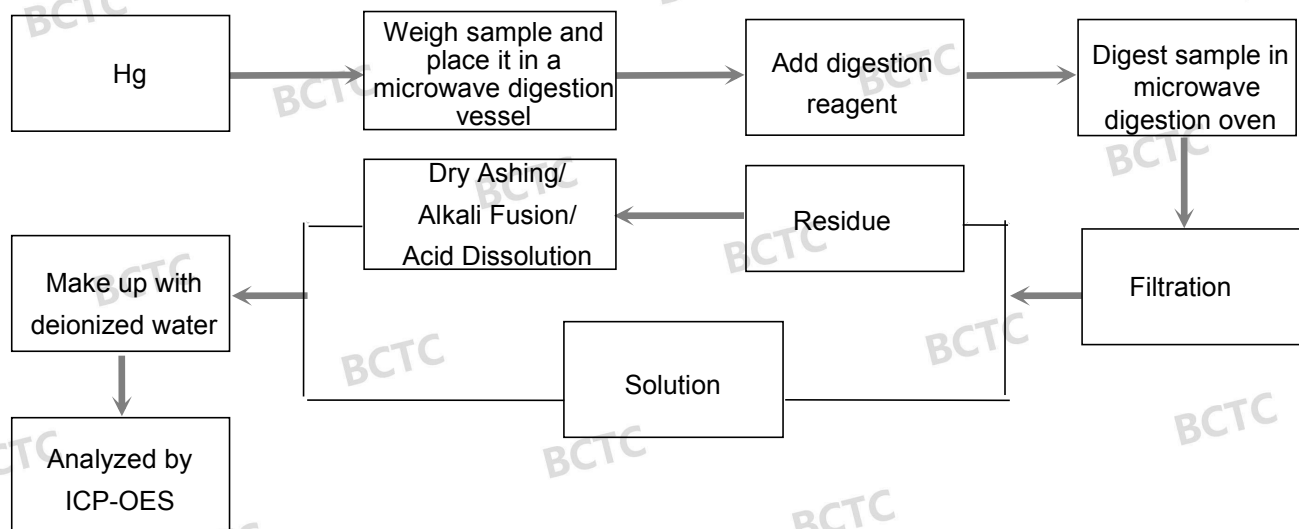 BCTC
Hg
Weigh sample and
place it in a
microwave digestion
vessel
Add digestion
reagent
Digest sample in
microwave
digestion oven
BCTC
BCTC
BCTC
BCTC
Dry Ashing/
Alkali Fusion/
Acid Dissolution
Residue
BCTC
Filtration
Make up with
deionized water
BCTC
BCTC
BCTC
Solution
BCTC
BCTC
Analyzed by
ICP-OES
CTC
BCTC